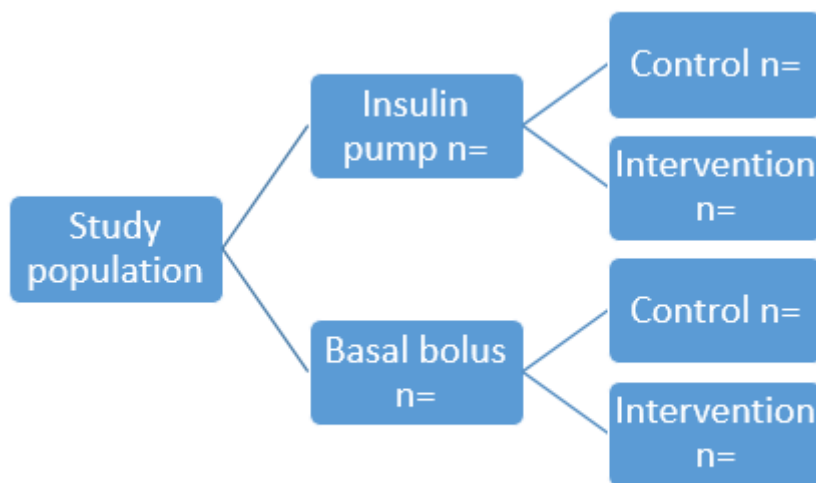 Study
population
Insulin
pump n=
Basal bolus
n=
Control n=
Intervention
n=
Control n=
Intervention
n=